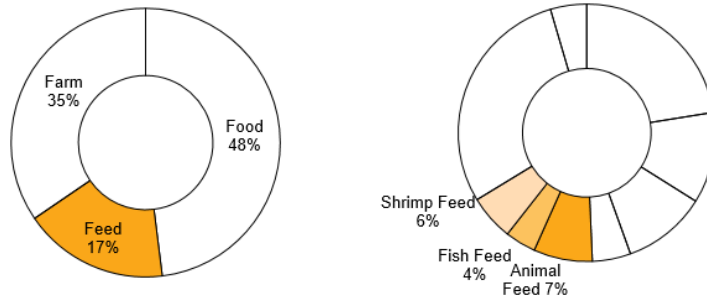 Farm
35%
Food
48%
Feed
17%
Shrimp Feed
6%
Fish Feed
4%
Animal
Feed 7%